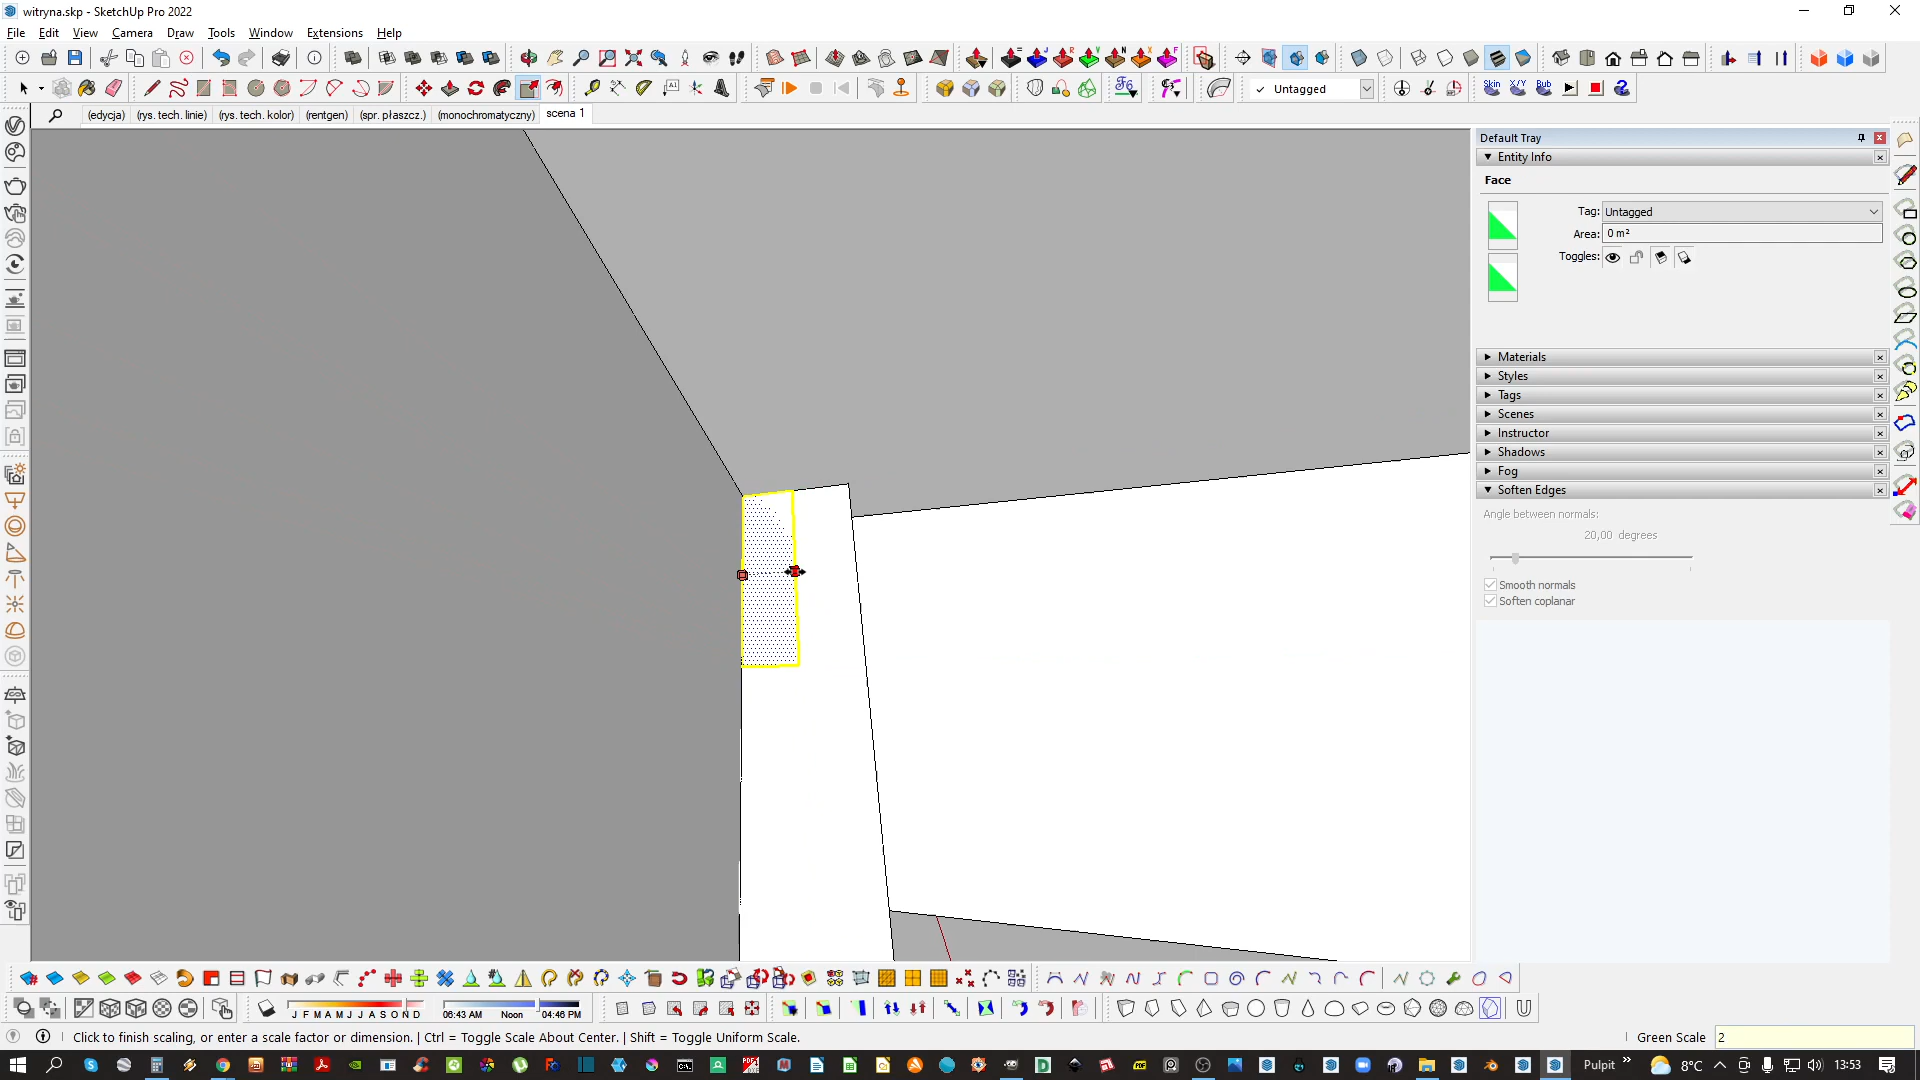 witryna.skp - SketchUp Pro 2022
File Edit View Camera Draw Tools Window Extensions Help
Untagged
Skin X/Y Bub
(edycja) (rys. tech. linie) (rys. tech. kolor) (rentgen) (spr. płaszcz.) (monochromatyczny) scena 1
Default Tray
Entity Info
Face
Tag: Untagged
Area: 0 m²
Toggles:
Materials
Styles
Tags
Scenes
Instructor
Shadows
Fog
Soften Edges
Angle between normals:
20,00 degrees
Smooth normals
Soften coplanar
J F M A M J J A S O N D
06:43 AM Noon 04:46 PM
Click to finish scaling, or enter a scale factor or dimension. | Ctrl = Toggle Scale About Center. | Shift = Toggle Uniform Scale.
Green Scale 2
Pulpit
8°C
13:53